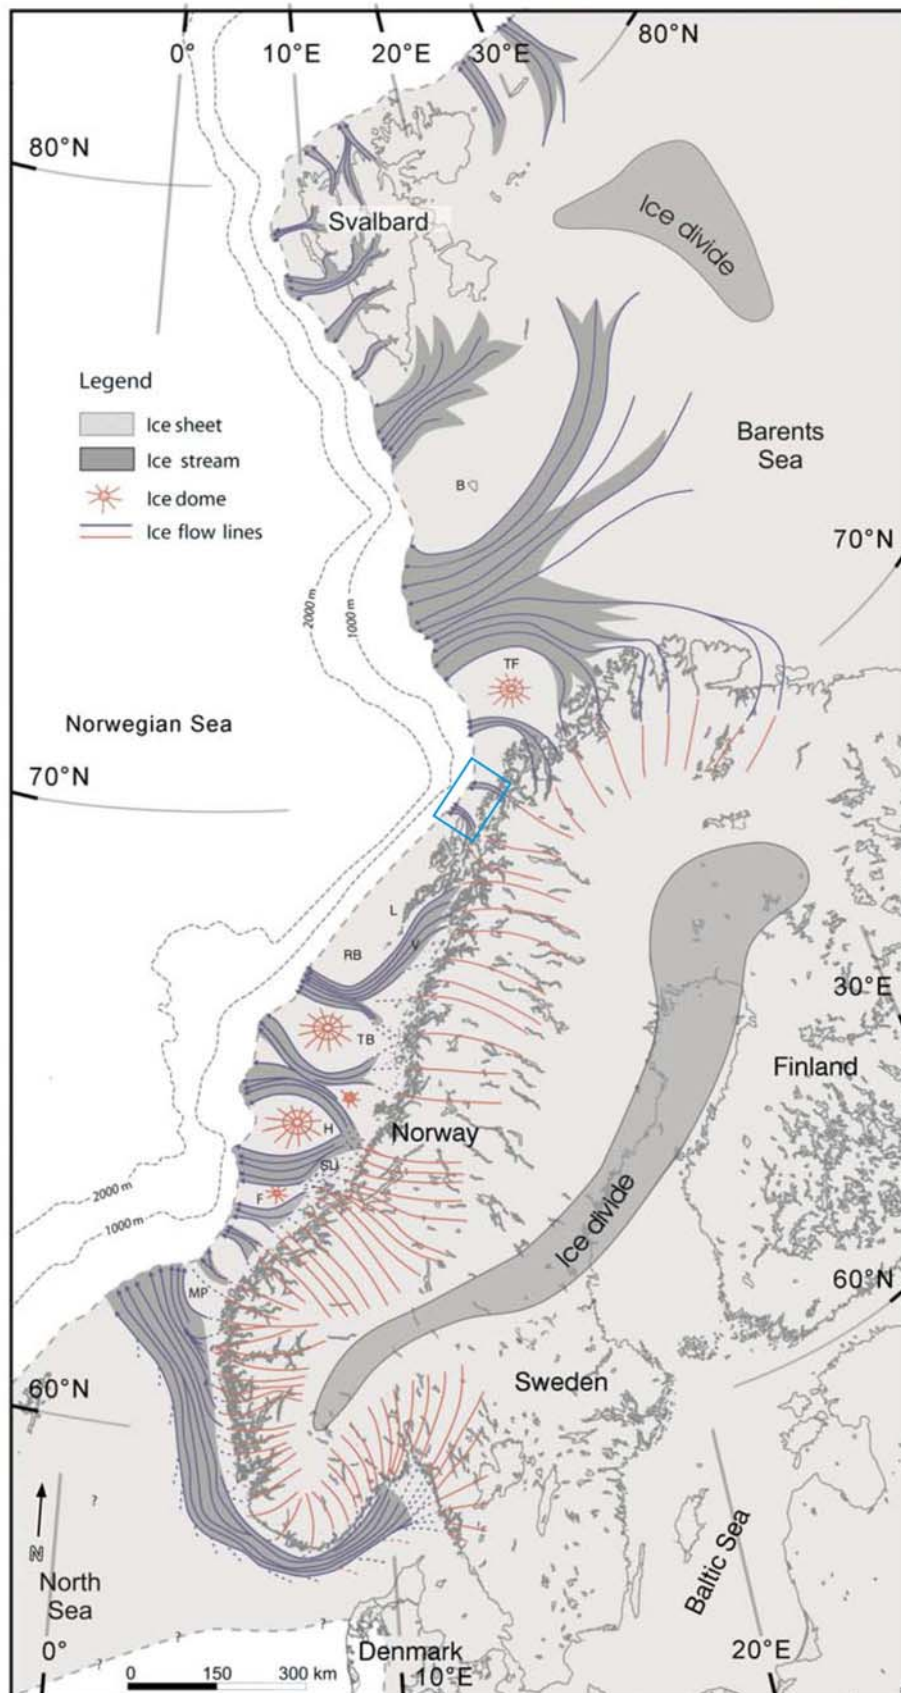 0°
10°E
20°E
30°E
80°N
80°N
Svalbard
Ice divide
Legend
Ice sheet
Ice stream
Ice dome
Ice flow lines
Barents
Sea
B
70°N
2000 m
1000 m
TF
Norwegian Sea
70°N
L
V
RB
30°E
TB
Finland
H
Norway
SU
2000 m
F
1000 m
Ice divide
MP
60°N
60°N
Sweden
?
N
North
Sea
Baltic Sea
?
?
0°
0 150 300 km
Denmark
10°E
20°E